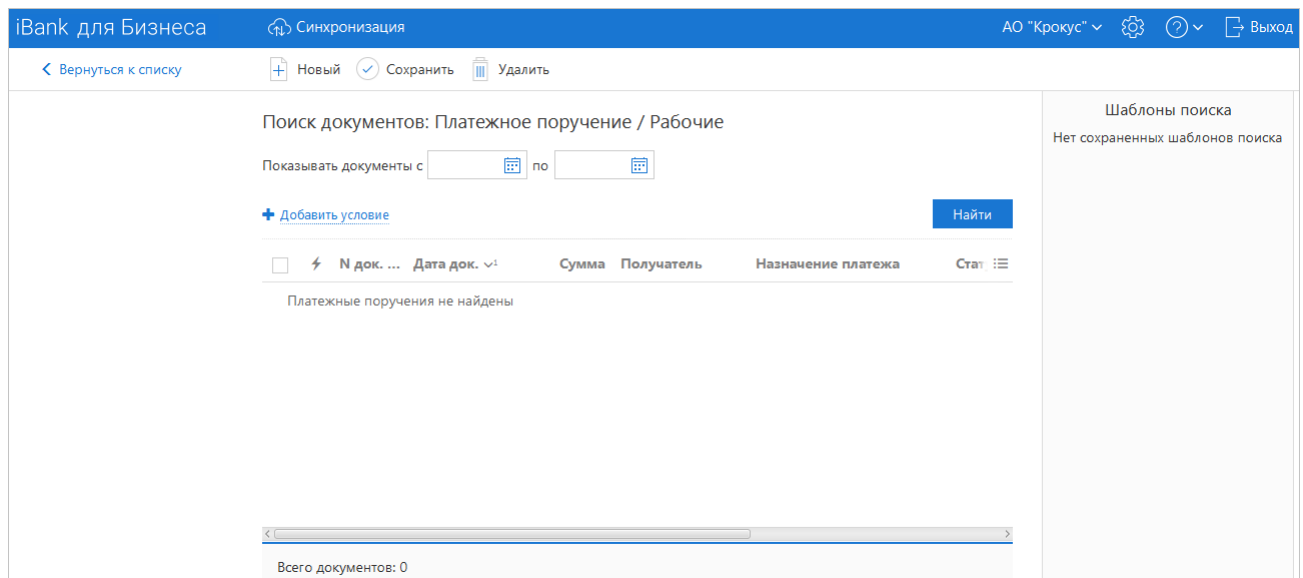 iBank для Бизнеса Синхронизация АО "Крокус" Выход
Вернуться к списку Новый Сохранить Удалить
Шаблоны поиска
Нет сохраненных шаблонов поиска
Поиск документов: Платежное поручение / Рабочие
Показывать документы с по
Добавить условие Найти
N док. ... Дата док. 1 Сумма Получатель Назначение платежа Стат
Платежные поручения не найдены
Всего документов: 0